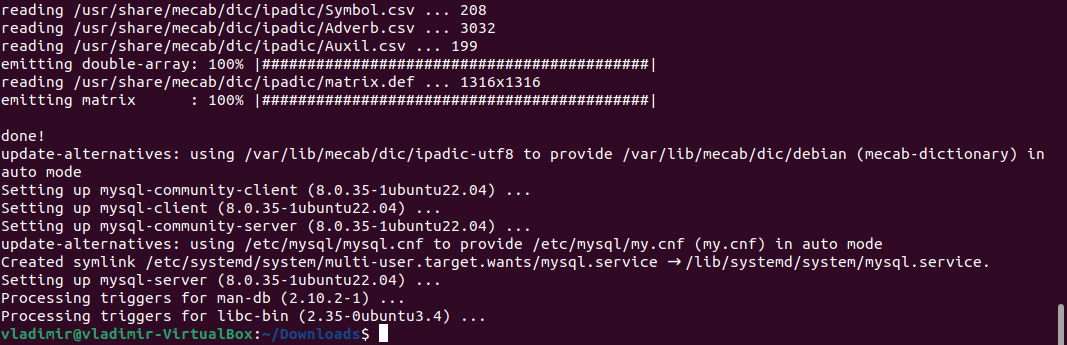 reading /usr/share/mecab/dic/ipadic/Symbol.csv ... 208
reading /usr/share/mecab/dic/ipadic/Adverb.csv ... 3032
reading /usr/share/mecab/dic/ipadic/Auxil.csv ... 199
emitting double-array: 100% |###########################################|
reading /usr/share/mecab/dic/ipadic/matrix.def ... 1316x1316
emitting matrix      : 100% |###########################################|

done!
update-alternatives: using /var/lib/mecab/dic/ipadic-utf8 to provide /var/lib/mecab/dic/debian (mecab-dictionary) in
auto mode
Setting up mysql-community-client (8.0.35-1ubuntu22.04) ...
Setting up mysql-client (8.0.35-1ubuntu22.04) ...
Setting up mysql-community-server (8.0.35-1ubuntu22.04) ...
update-alternatives: using /etc/mysql/mysql.cnf to provide /etc/mysql/my.cnf (my.cnf) in auto mode
Created symlink /etc/systemd/system/multi-user.target.wants/mysql.service → /lib/systemd/system/mysql.service.
Setting up mysql-server (8.0.35-1ubuntu22.04) ...
Processing triggers for man-db (2.10.2-1) ...
Processing triggers for libc-bin (2.35-0ubuntu3.4) ...
vladimir@vladimir-VirtualBox:~/Downloads$